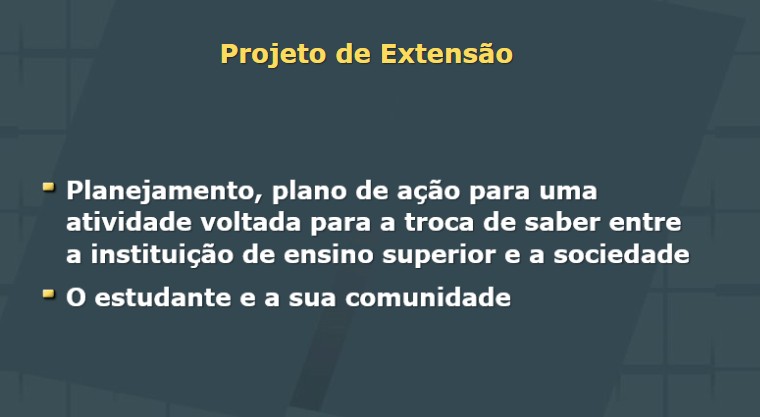 Projeto de Extensão
Planejamento, plano de ação para uma
atividade voltada para a troca de saber entre
a instituição de ensino superior e a sociedade
O estudante e a sua comunidade